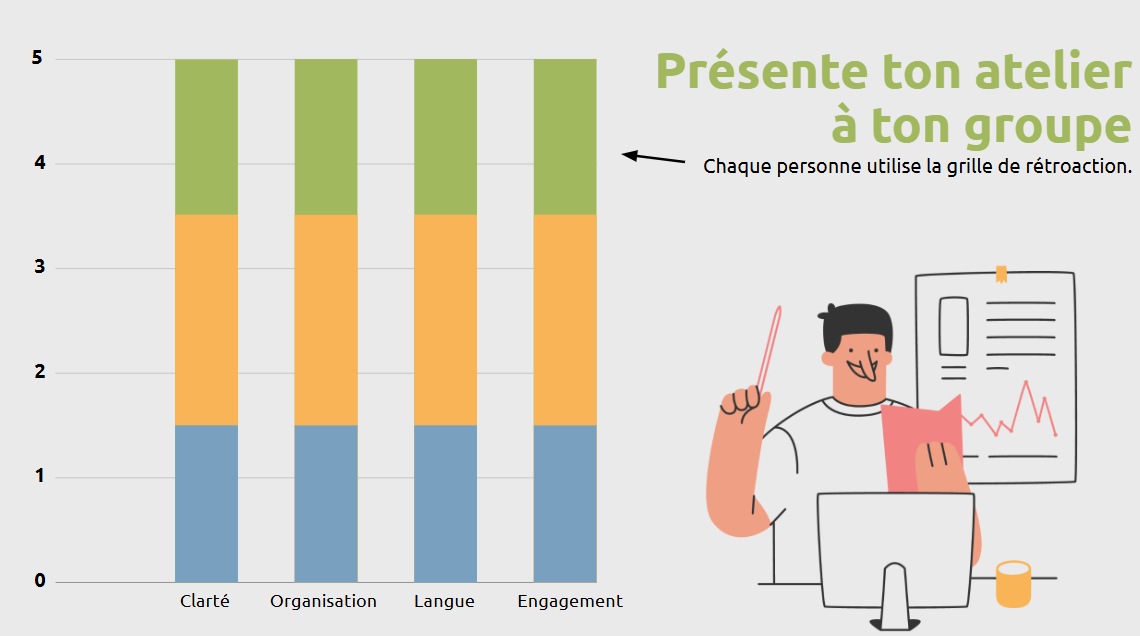 Présente ton atelier
à ton groupe
Chaque personne utilise la grille de rétroaction.
5
4
3
2
1
0
Clarté Organisation Langue Engagement